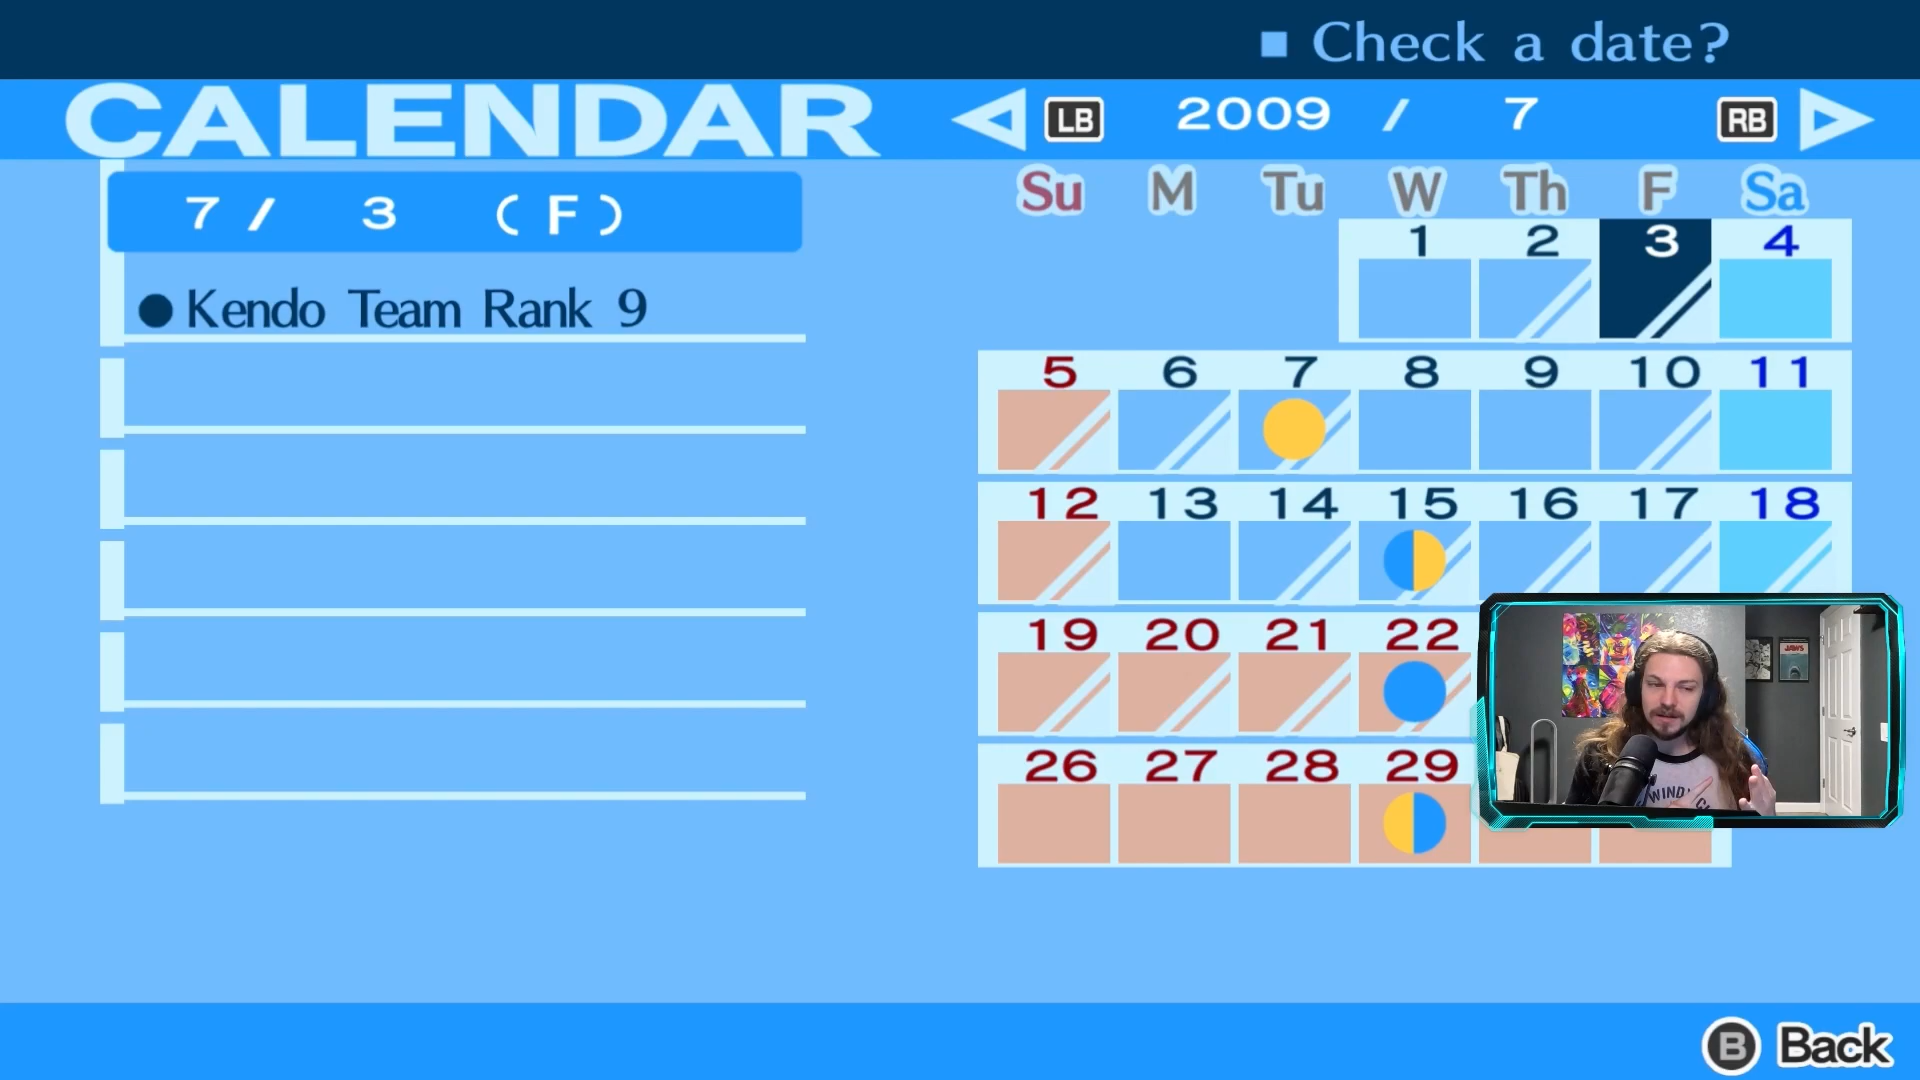 ■ Check a date?
CALENDAR
LB 2009 / 7 RB
7 / 3 (F)
● Kendo Team Rank 9
Su M Tu W Th F Sa
1 2 3 4
5 6 7 8 9 10 11
12 13 14 15 16 17 18
19 20 21 22
26 27 28 29
JAWS
B Back